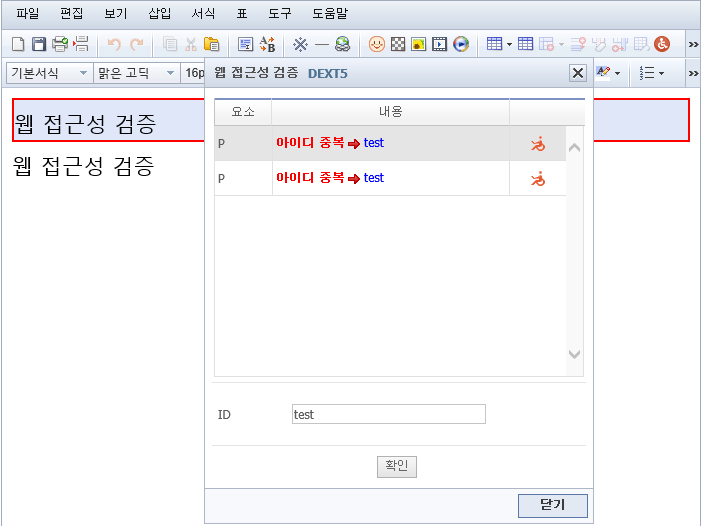 파일 편집 보기 삽입 서식 표 도구 도움말
기본서식 맑은 고딕 16p
웹 접근성 검증
웹 접근성 검증
웹 접근성 검증 DEXT5
요소 내용
P 아이디 중복 test
P 아이디 중복 test
ID test
확인
닫기